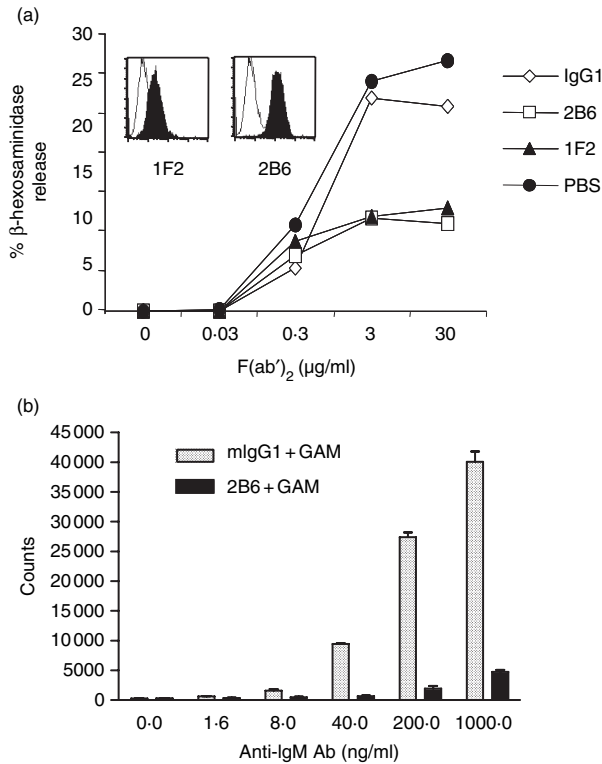 (a)
30
25
20
15
10
5
0
% β-hexosaminidase
release
1F2
2B6
IgG1
2B6
1F2
PBS
0
0·03
0·3
3
30
F(ab′)2 (μg/ml)
(b)
45 000
40 000
35 000
30 000
25 000
20 000
15 000
10 000
5000
0
Counts
mIgG1 + GAM
2B6 + GAM
0·0
1·6
8·0
40·0
200·0
1000·0
Anti-IgM Ab (ng/ml)